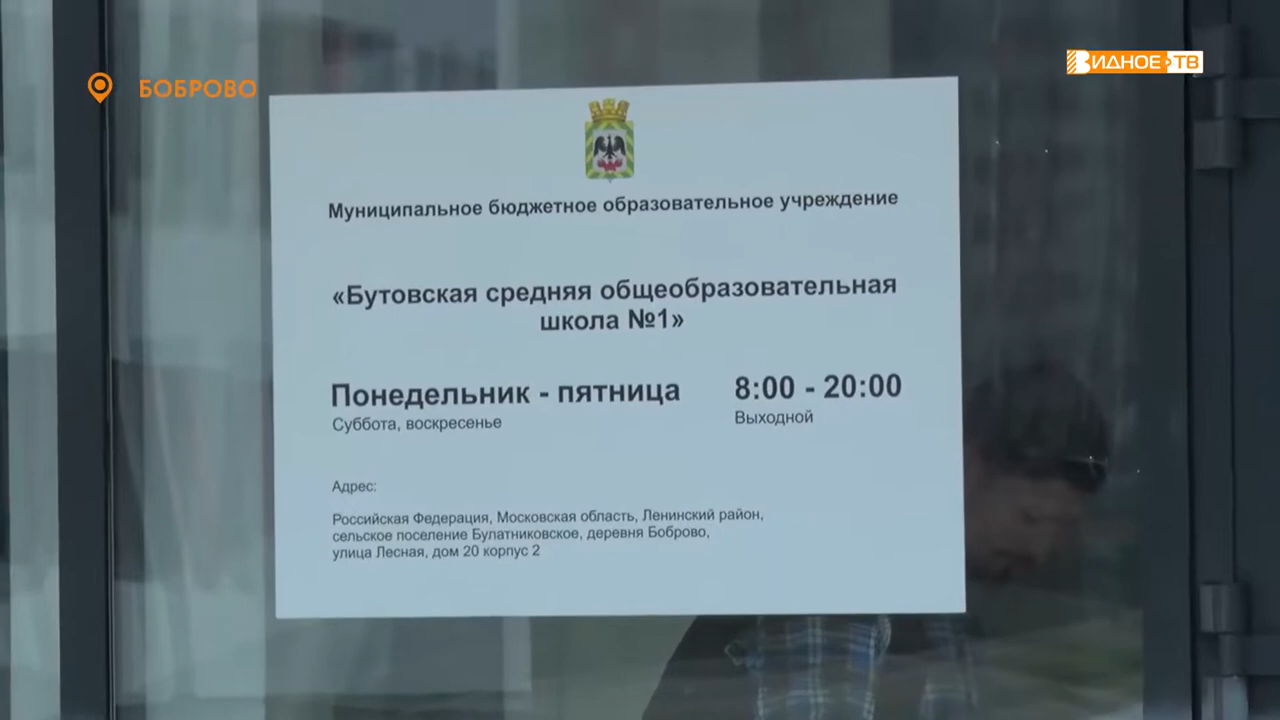 БОБРОВО
ВИДНОЕ ТВ
Муниципальное бюджетное образовательное учреждение
«Бутовская средняя общеобразовательная
школа №1»
Понедельник - пятница 8:00 - 20:00
Суббота, воскресенье Выходной
Адрес:
Российская Федерация, Московская область, Ленинский район,
сельское поселение Булатниковское, деревня Боброво,
улица Лесная, дом 20 корпус 2